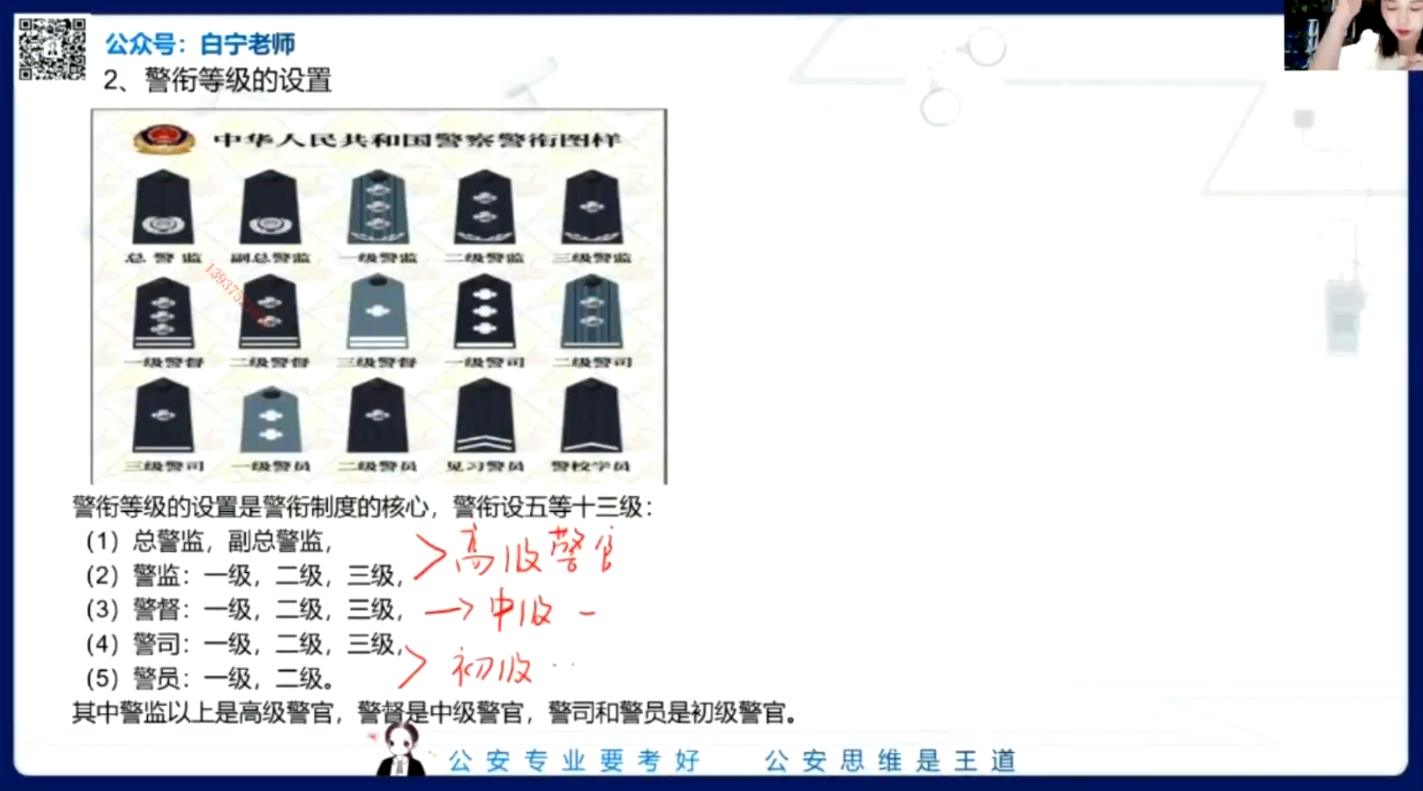 公众号：白宁老师
2、警衔等级的设置
中华人民共和国警察警衔图样
总 警 监 副总警监 一级警监 二级警监 三级警监
一级警督 二级警督 三级警督 一级警司 二级警司
三级警司 一级警员 二级警员 见习警员 警校学员
警衔等级的设置是警衔制度的核心，警衔设五等十三级：
（1）总警监，副总警监，
（2）警监：一级，二级，三级，
高级警官
（3）警督：一级，二级，三级，
中级
（4）警司：一级，二级，三级，
（5）警员：一级，二级。
初级
其中警监以上是高级警官，警督是中级警官，警司和警员是初级警官。
公安专业要考好 公安思维是王道